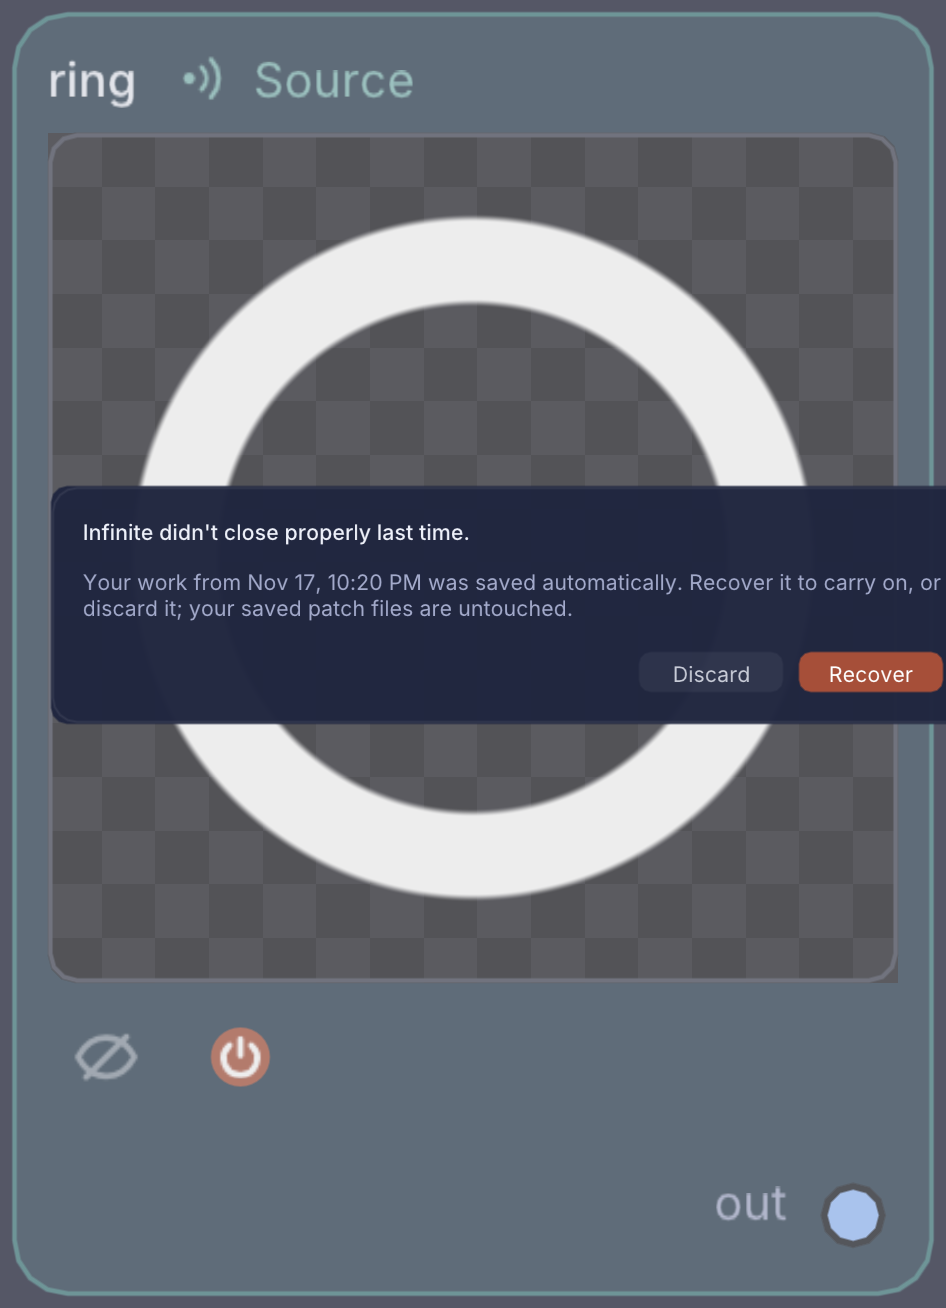 ring Source
Infinite didn't close properly last time.
Your work from Nov 17, 10:20 PM was saved automatically. Recover it to carry on, or
discard it; your saved patch files are untouched.
Discard Recover
out